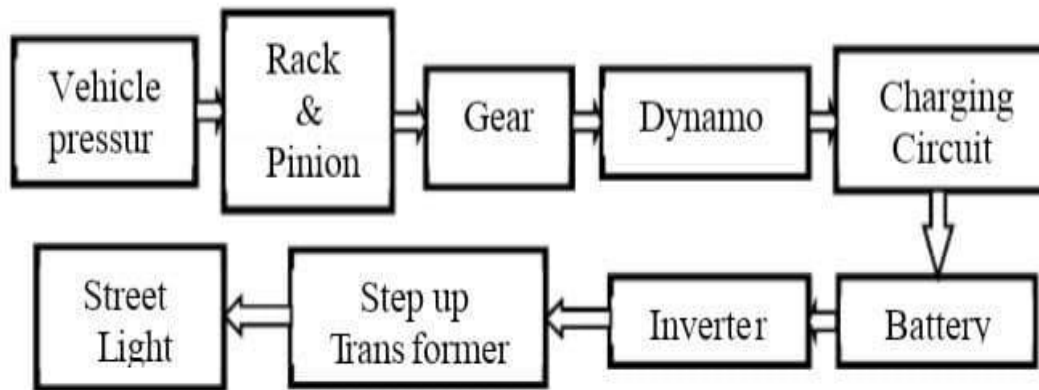 Vehicle
pressur
Rack
&
Pinion
Gear
Dynamo
Charging
Circuit
Street
Light
Step up
Trans former
Inverter
Battery